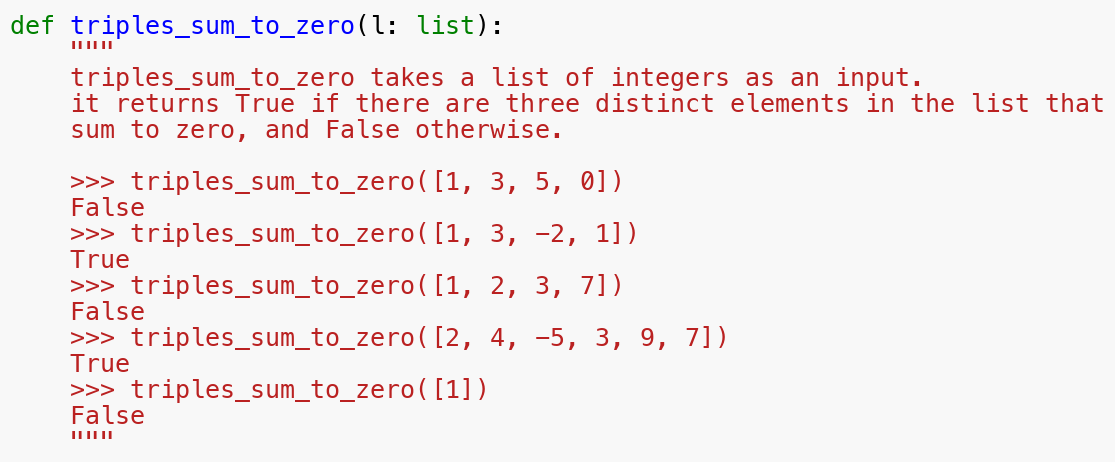 def triples_sum_to_zero(l: list):
    """
    triples_sum_to_zero takes a list of integers as an input.
    it returns True if there are three distinct elements in the list that
    sum to zero, and False otherwise.

    >>> triples_sum_to_zero([1, 3, 5, 0])
    False
    >>> triples_sum_to_zero([1, 3, −2, 1])
    True
    >>> triples_sum_to_zero([1, 2, 3, 7])
    False
    >>> triples_sum_to_zero([2, 4, −5, 3, 9, 7])
    True
    >>> triples_sum_to_zero([1])
    False
    """